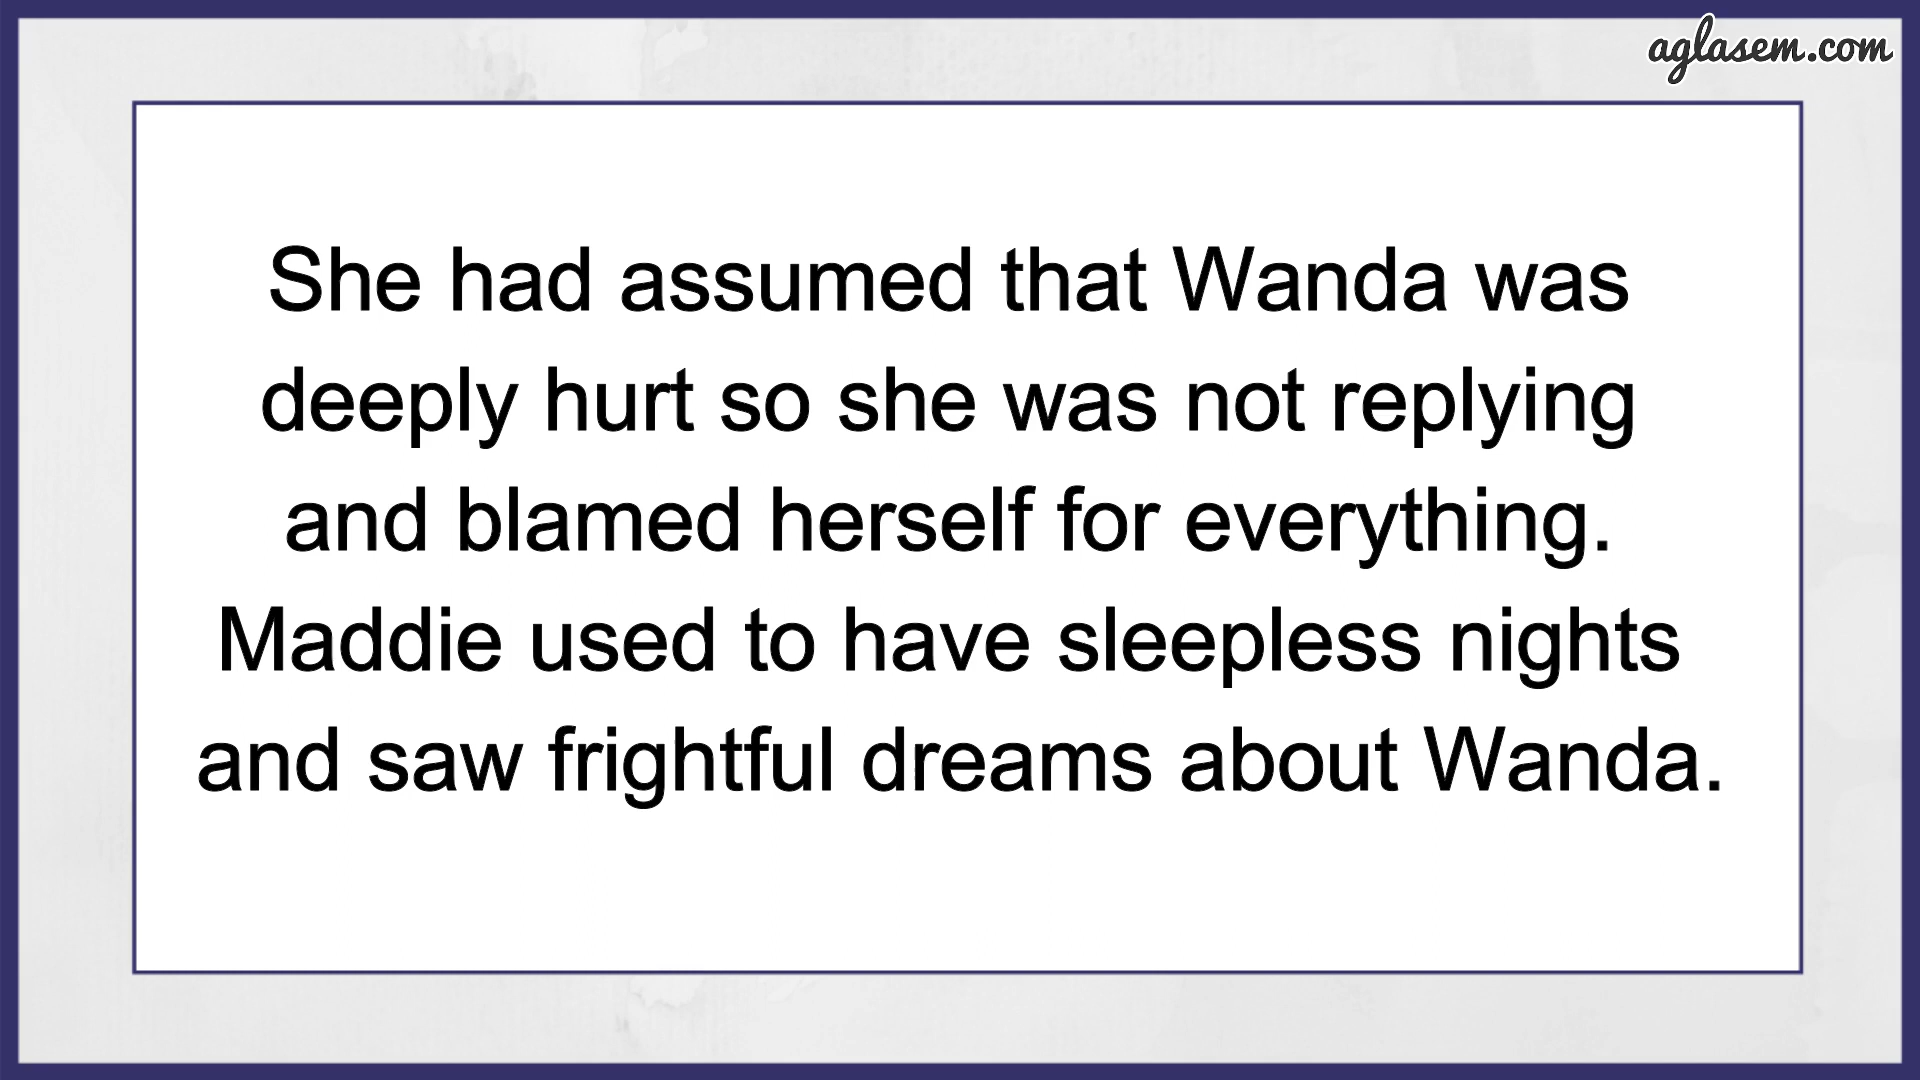 aglasem.com
She had assumed that Wanda was
deeply hurt so she was not replying
and blamed herself for everything.
Maddie used to have sleepless nights
and saw frightful dreams about Wanda.